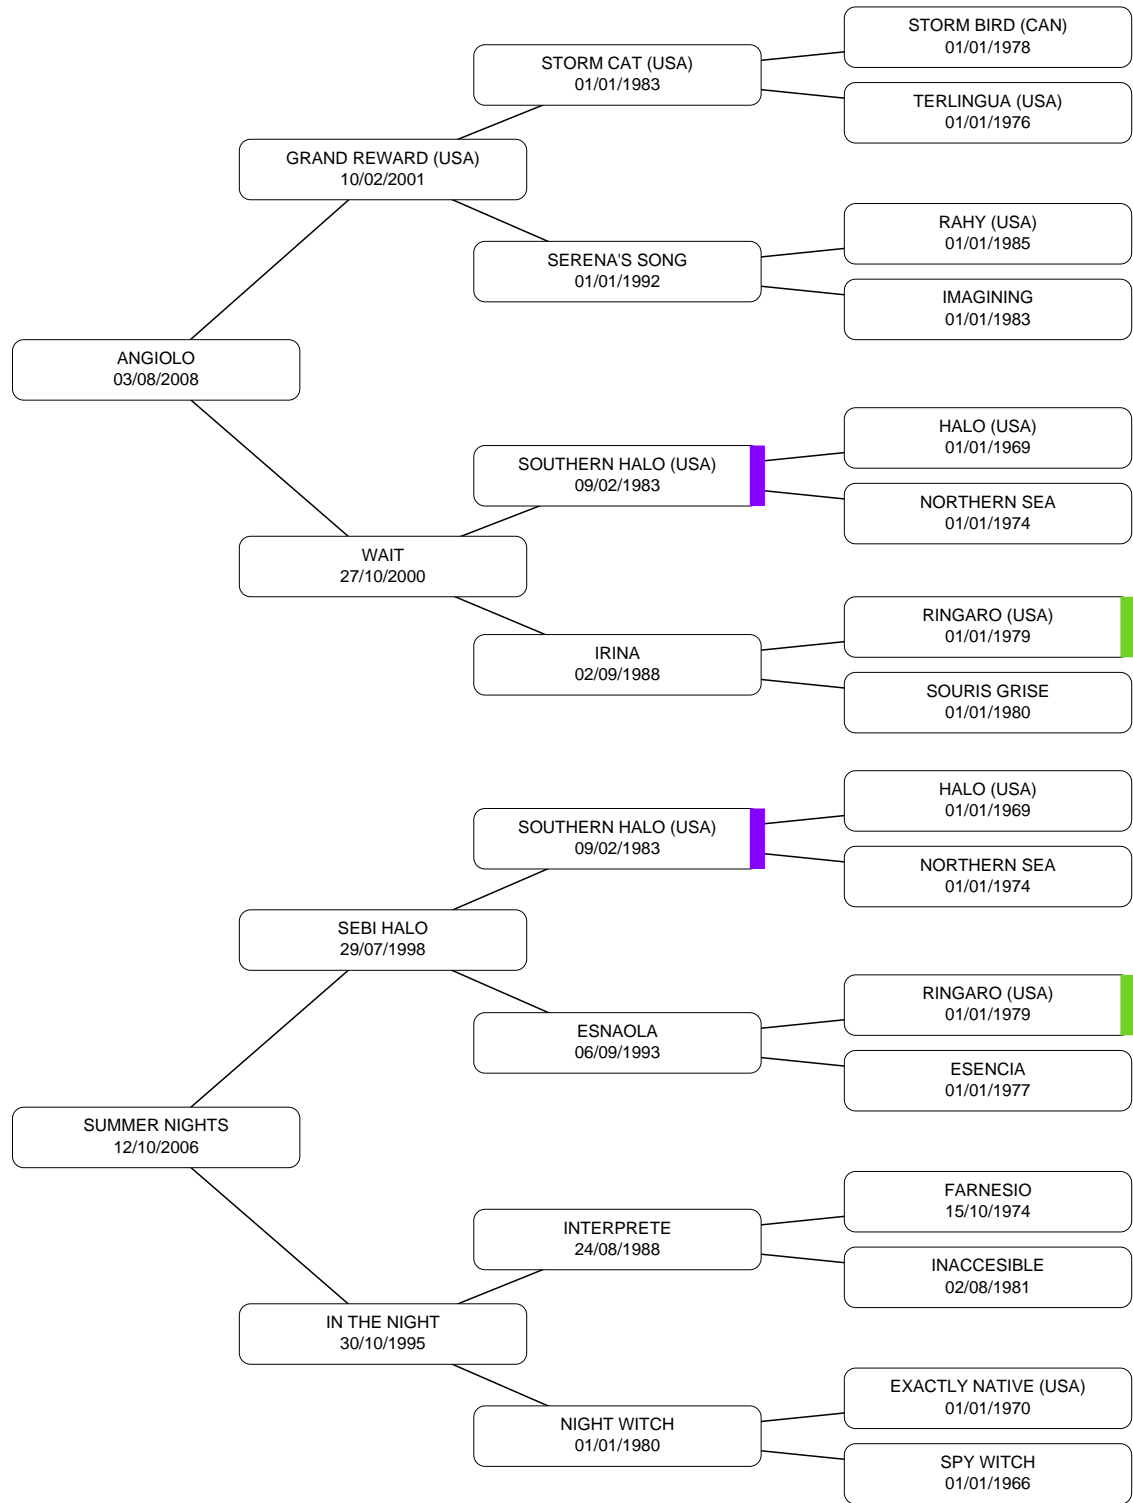 STORM BIRD (CAN)
01/01/1978
STORM CAT (USA)
01/01/1983
TERLINGUA (USA)
01/01/1976
GRAND REWARD (USA)
10/02/2001
RAHY (USA)
01/01/1985
SERENA'S SONG
01/01/1992
IMAGINING
01/01/1983
ANGIOLO
03/08/2008
HALO (USA)
01/01/1969
SOUTHERN HALO (USA)
09/02/1983
NORTHERN SEA
01/01/1974
WAIT
27/10/2000
RINGARO (USA)
01/01/1979
IRINA
02/09/1988
SOURIS GRISE
01/01/1980
HALO (USA)
01/01/1969
SOUTHERN HALO (USA)
09/02/1983
NORTHERN SEA
01/01/1974
SEBI HALO
29/07/1998
RINGARO (USA)
01/01/1979
ESNAOLA
06/09/1993
ESENCIA
01/01/1977
SUMMER NIGHTS
12/10/2006
FARNESIO
15/10/1974
INTERPRETE
24/08/1988
INACCESIBLE
02/08/1981
IN THE NIGHT
30/10/1995
EXACTLY NATIVE (USA)
01/01/1970
NIGHT WITCH
01/01/1980
SPY WITCH
01/01/1966